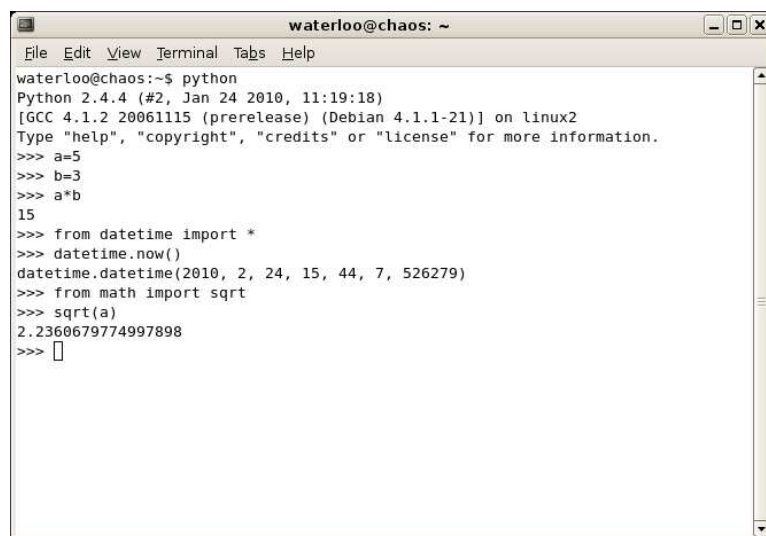 waterloo@chaos: ~
File Edit View Terminal Tabs Help
waterloo@chaos:~$ python
Python 2.4.4 (#2, Jan 24 2010, 11:19:18)
[GCC 4.1.2 20061115 (prerelease) (Debian 4.1.1-21)] on linux2
Type "help", "copyright", "credits" or "license" for more information.
>>> a=5
>>> b=3
>>> a*b
15
>>> from datetime import *
>>> datetime.now()
datetime.datetime(2010, 2, 24, 15, 44, 7, 526279)
>>> from math import sqrt
>>> sqrt(a)
2.2360679774997898
>>>